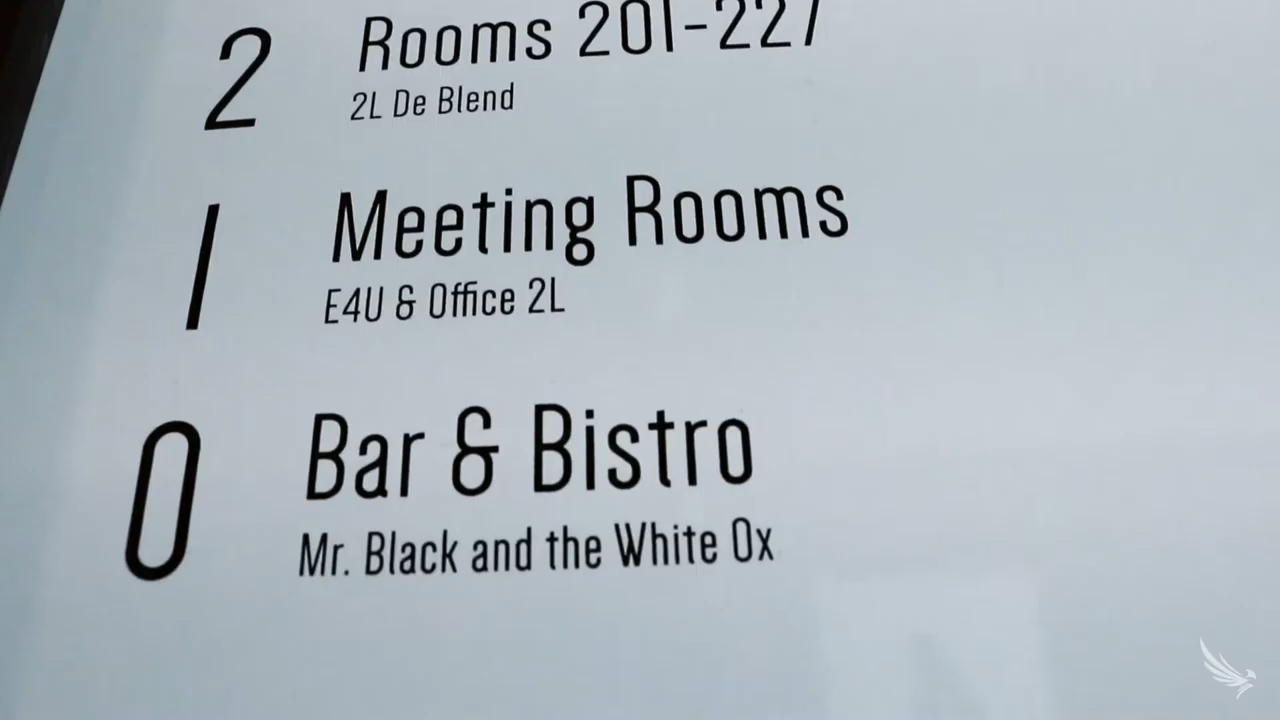 2 Rooms 201-227
2L De Blend
1 Meeting Rooms
E4U & Office 2L
0 Bar & Bistro
Mr. Black and the White Ox